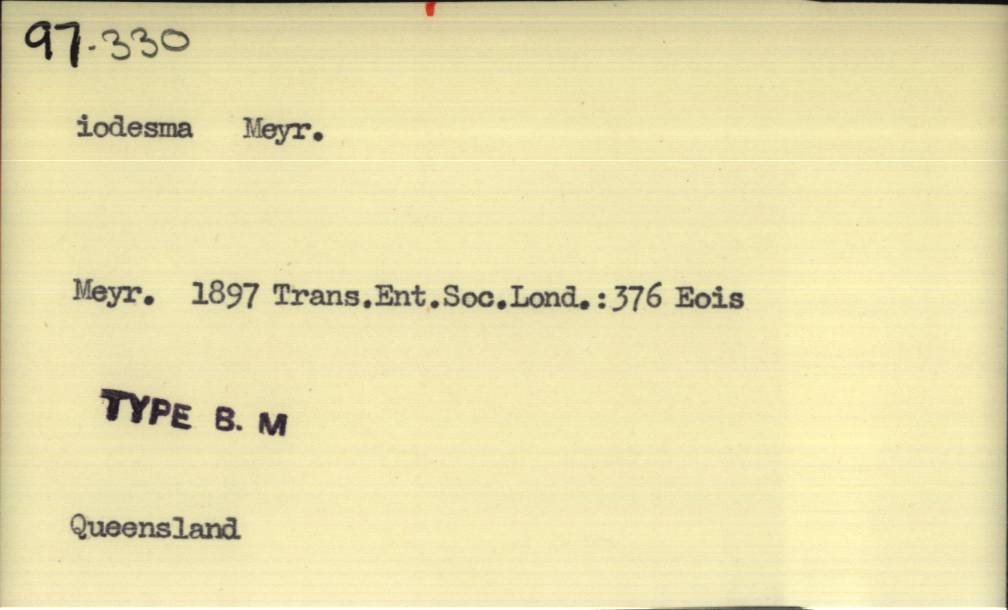 97.330
iodesma Meyr.
Meyr. 1897 Trans.Ent.Soc.Lond.:376 Eois
TYPE B. M
Queensland